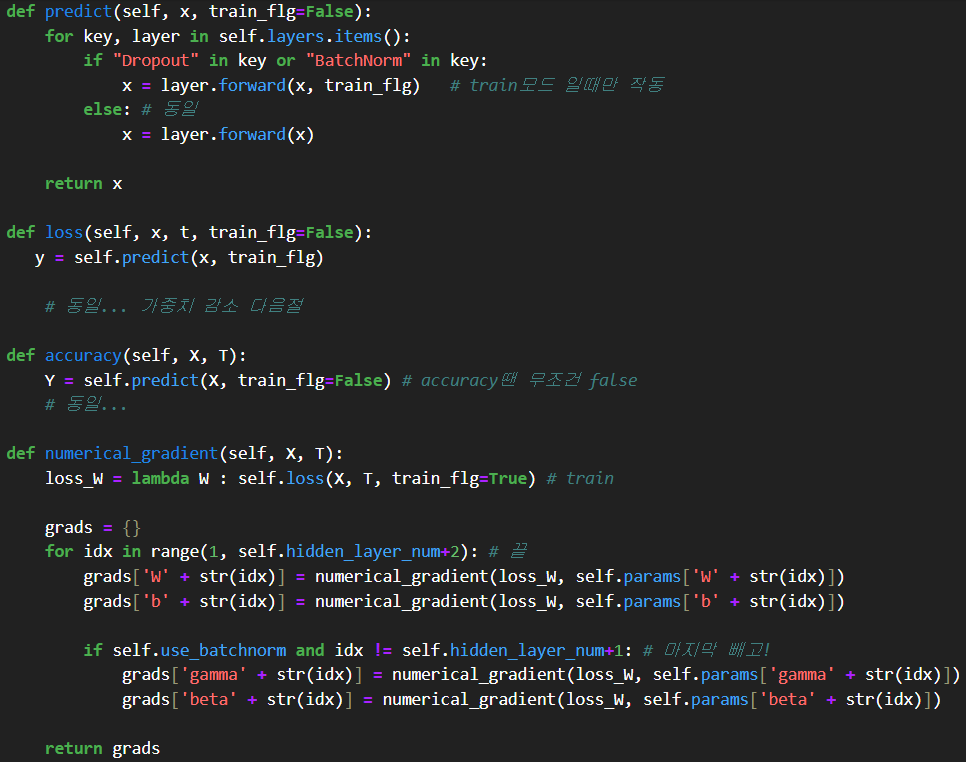 def predict(self, x, train_flg=False):
    for key, layer in self.layers.items():
        if "Dropout" in key or "BatchNorm" in key:
            x = layer.forward(x, train_flg)   # train모드 일때만 작동
        else: # 동일
            x = layer.forward(x)

    return x

def loss(self, x, t, train_flg=False):
   y = self.predict(x, train_flg)

    # 동일... 가중치 감소 다음절

def accuracy(self, X, T):
    Y = self.predict(X, train_flg=False) # accuracy땐 무조건 false
    # 동일...

def numerical_gradient(self, X, T):
    loss_W = lambda W : self.loss(X, T, train_flg=True) # train

    grads = {}
    for idx in range(1, self.hidden_layer_num+2): # 끝
        grads['W' + str(idx)] = numerical_gradient(loss_W, self.params['W' + str(idx)])
        grads['b' + str(idx)] = numerical_gradient(loss_W, self.params['b' + str(idx)])

        if self.use_batchnorm and idx != self.hidden_layer_num+1: # 마지막 빼고!
            grads['gamma' + str(idx)] = numerical_gradient(loss_W, self.params['gamma' + str(idx)])
            grads['beta' + str(idx)] = numerical_gradient(loss_W, self.params['beta' + str(idx)])

    return grads